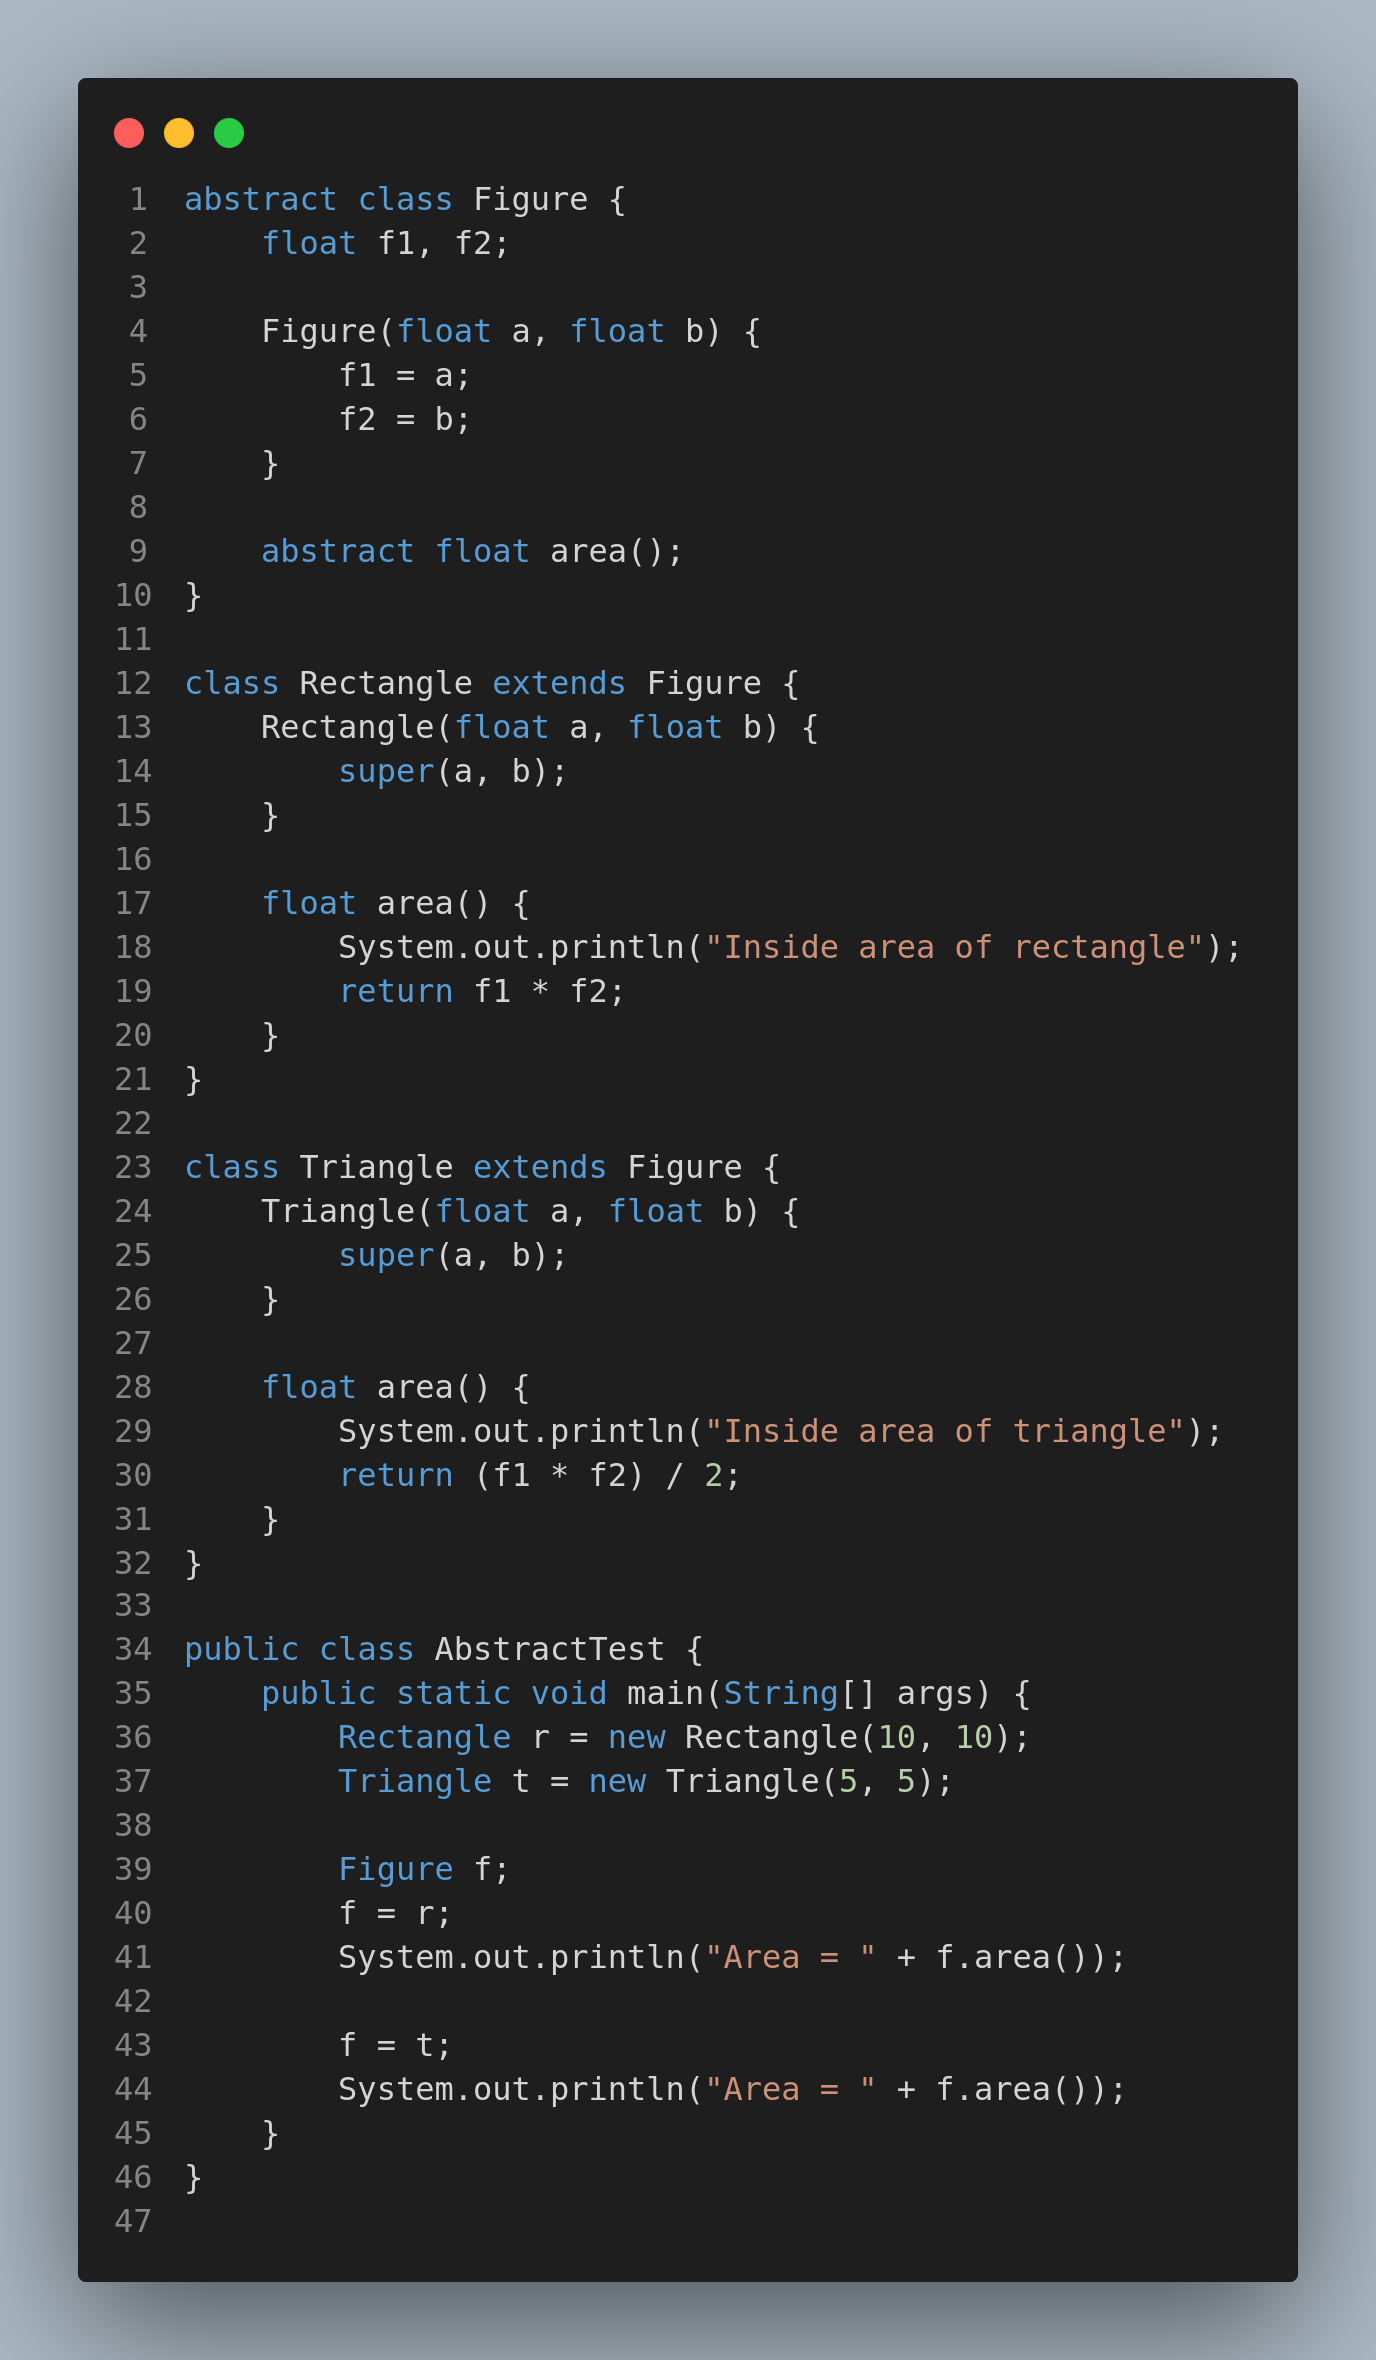 1 abstract class Figure {
2     float f1, f2;
3
4     Figure(float a, float b) {
5         f1 = a;
6         f2 = b;
7     }
8
9     abstract float area();
10 }
11
12 class Rectangle extends Figure {
13     Rectangle(float a, float b) {
14         super(a, b);
15     }
16
17     float area() {
18         System.out.println("Inside area of rectangle");
19         return f1 * f2;
20     }
21 }
22
23 class Triangle extends Figure {
24     Triangle(float a, float b) {
25         super(a, b);
26     }
27
28     float area() {
29         System.out.println("Inside area of triangle");
30         return (f1 * f2) / 2;
31     }
32 }
33
34 public class AbstractTest {
35     public static void main(String[] args) {
36         Rectangle r = new Rectangle(10, 10);
37         Triangle t = new Triangle(5, 5);
38
39         Figure f;
40         f = r;
41         System.out.println("Area = " + f.area());
42
43         f = t;
44         System.out.println("Area = " + f.area());
45     }
46 }
47